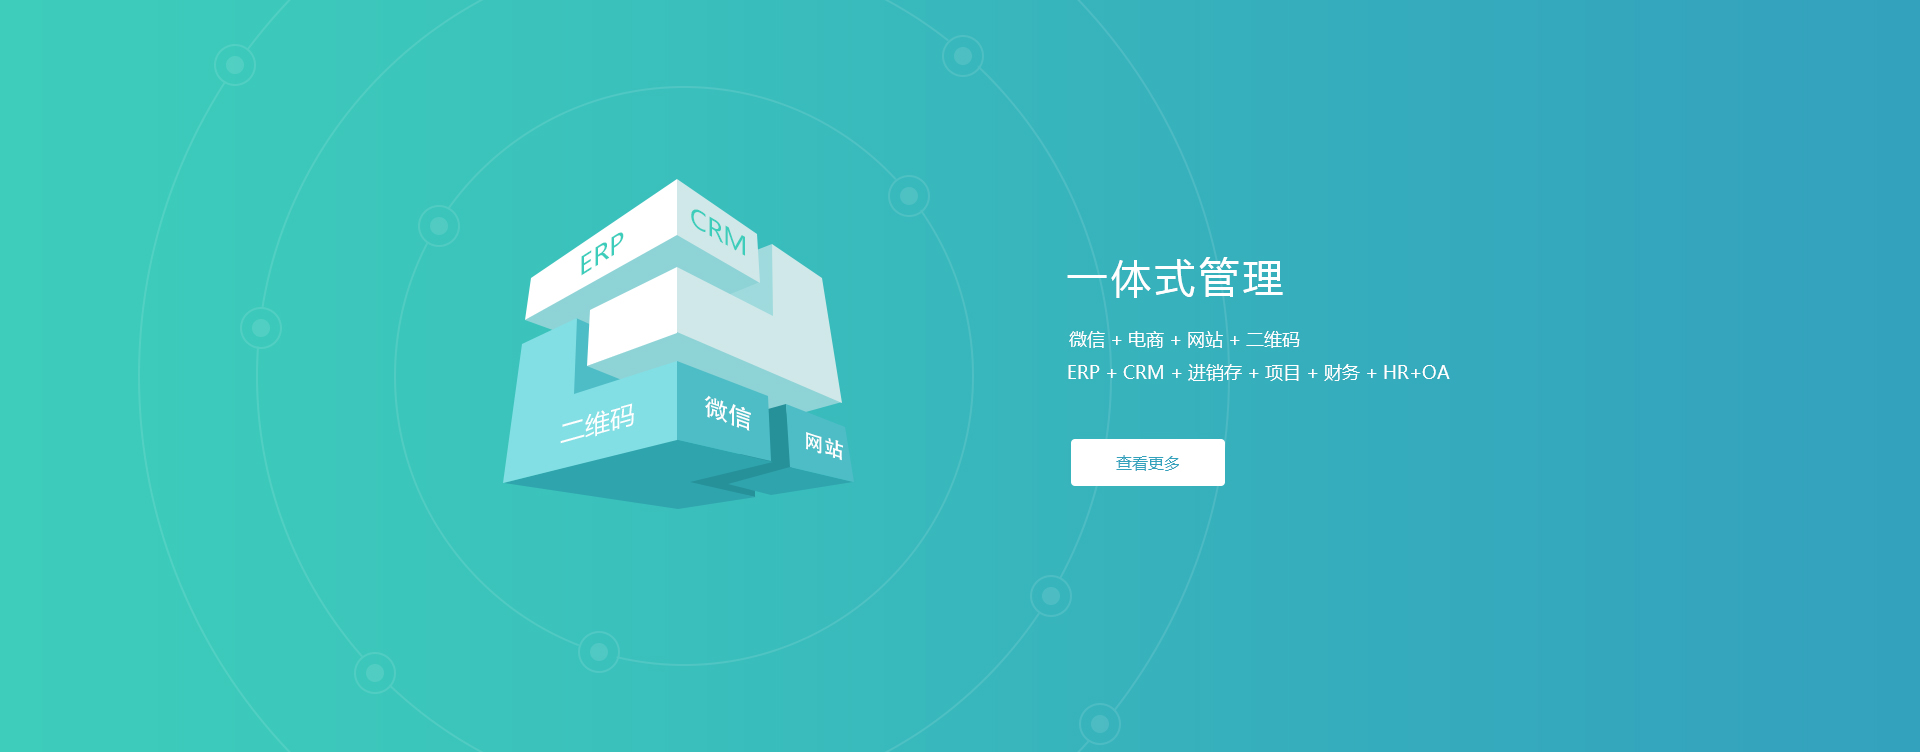 ERP
CRM
二维码
微信
网站
一体式管理
微信 + 电商 + 网站 + 二维码
ERP + CRM + 进销存 + 项目 + 财务 + HR+OA
查看更多